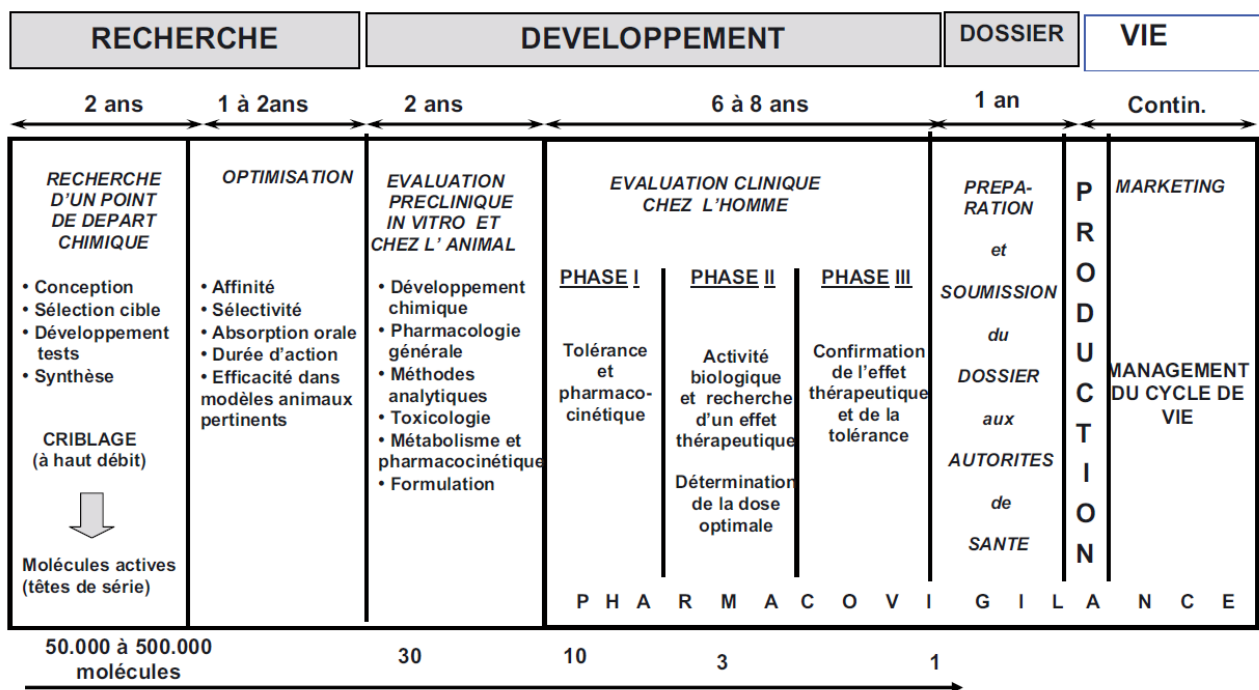 RECHERCHE
DEVELOPPEMENT
DOSSIER
VIE
2 ans
1 à 2ans
2 ans
6 à 8 ans
1 an
Contin.
RECHERCHE
D'UN POINT
DE DEPART
CHIMIQUE
• Conception
• Sélection cible
• Développement
tests
• Synthèse
CRIBLAGE
(à haut débit)
Molécules actives
(têtes de série)
OPTIMISATION
• Affinité
• Sélectivité
• Absorption orale
• Durée d'action
• Efficacité dans
modèles animaux
pertinents
EVALUATION
PRECLINIQUE
IN VITRO ET
CHEZ L' ANIMAL
• Développement
chimique
• Pharmacologie
générale
• Méthodes
analytiques
• Toxicologie
• Métabolisme et
pharmacocinétique
• Formulation
EVALUATION CLINIQUE
CHEZ L'HOMME
PHASE I
Tolérance
et
pharmaco-
cinétique
PHASE II
Activité
biologique
et recherche
d'un effet
thérapeutique
Détermination
de la dose
optimale
PHASE III
Confirmation
de l'effet
thérapeutique
et de la
tolérance
PREPA-
RATION
et
SOUMISSION
du
DOSSIER
aux
AUTORITES
de
SANTE
PRODUCTION
MARKETING
MANAGEMENT
DU CYCLE DE
VIE
P H A R M A C O V I G I L A N C E
50.000 à 500.000
molécules
30
10
3
1